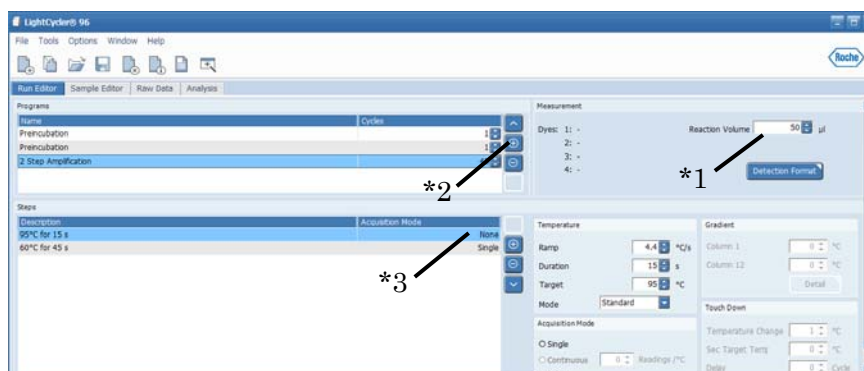 LightCycler® 96
File Tools Options Window Help
Roche
Run Editor Sample Editor Raw Data Analysis
Programs
Name Cycles
Preincubation 1
Preincubation 1
2 Step Amplification
*2
Measurement
Dyes: 1: -
2: -
3: -
4: -
Reaction Volume 50 µl
*1
Detection Format
Steps
Description Acquisition Mode
95°C for 15 s None
60°C for 45 s Single
*3
Temperature
Ramp 4,4 °C/s
Duration 15 s
Target 95 °C
Mode Standard
Acquisition Mode
Single
Continuous 0 Readings /°C
Gradient
Column 1 0 °C
Column 12 0 °C
Detail
Touch Down
Temperature Change 1 °C
Sec Target Temp 0 °C
Delay 0 Cycle